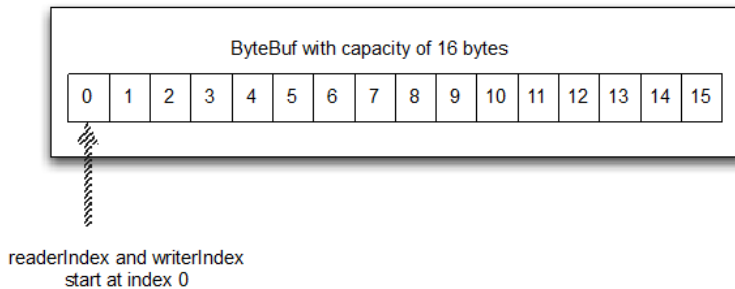 ByteBuf with capacity of 16 bytes
0 1 2 3 4 5 6 7 8 9 10 11 12 13 14 15
readerIndex and writerIndex
start at index 0